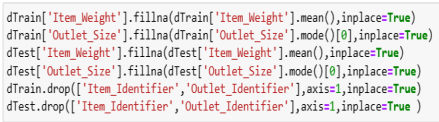 dTrain['Item_Weight'].fillna(dTrain['Item_Weight'].mean(),inplace=True)
dTrain['Outlet_Size'].fillna(dTrain['Outlet_Size'].mode()[0],inplace=True)
dTest['Item_Weight'].fillna(dTest['Item_Weight'].mean(),inplace=True)
dTest['Outlet_Size'].fillna(dTest['Outlet_Size'].mode()[0],inplace=True)
dTrain.drop(['Item_Identifier','Outlet_Identifier'],axis=1,inplace=True)
dTest.drop(['Item_Identifier','Outlet_Identifier'],axis=1,inplace=True )